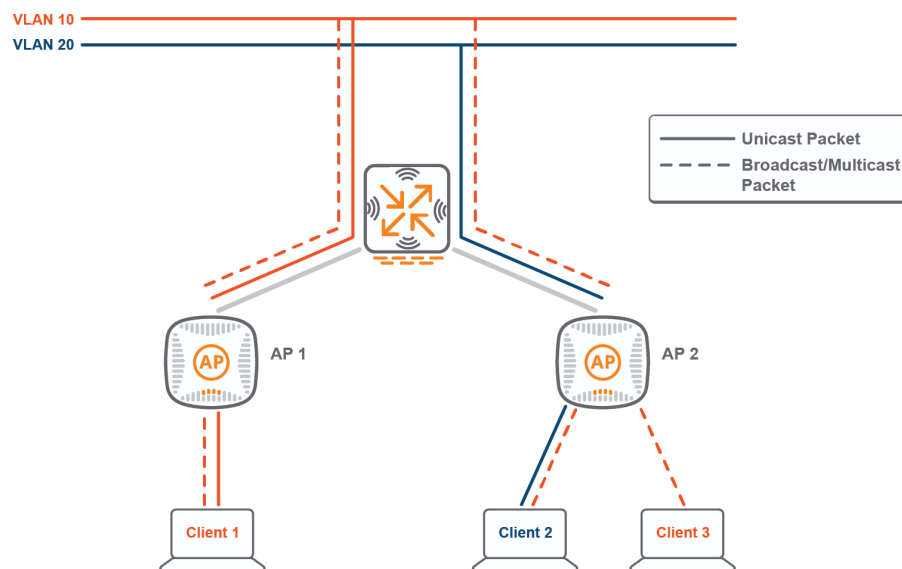 VLAN 10
VLAN 20
Unicast Packet
Broadcast/Multicast
Packet
AP
AP 1
AP
AP 2
Client 1
Client 2
Client 3